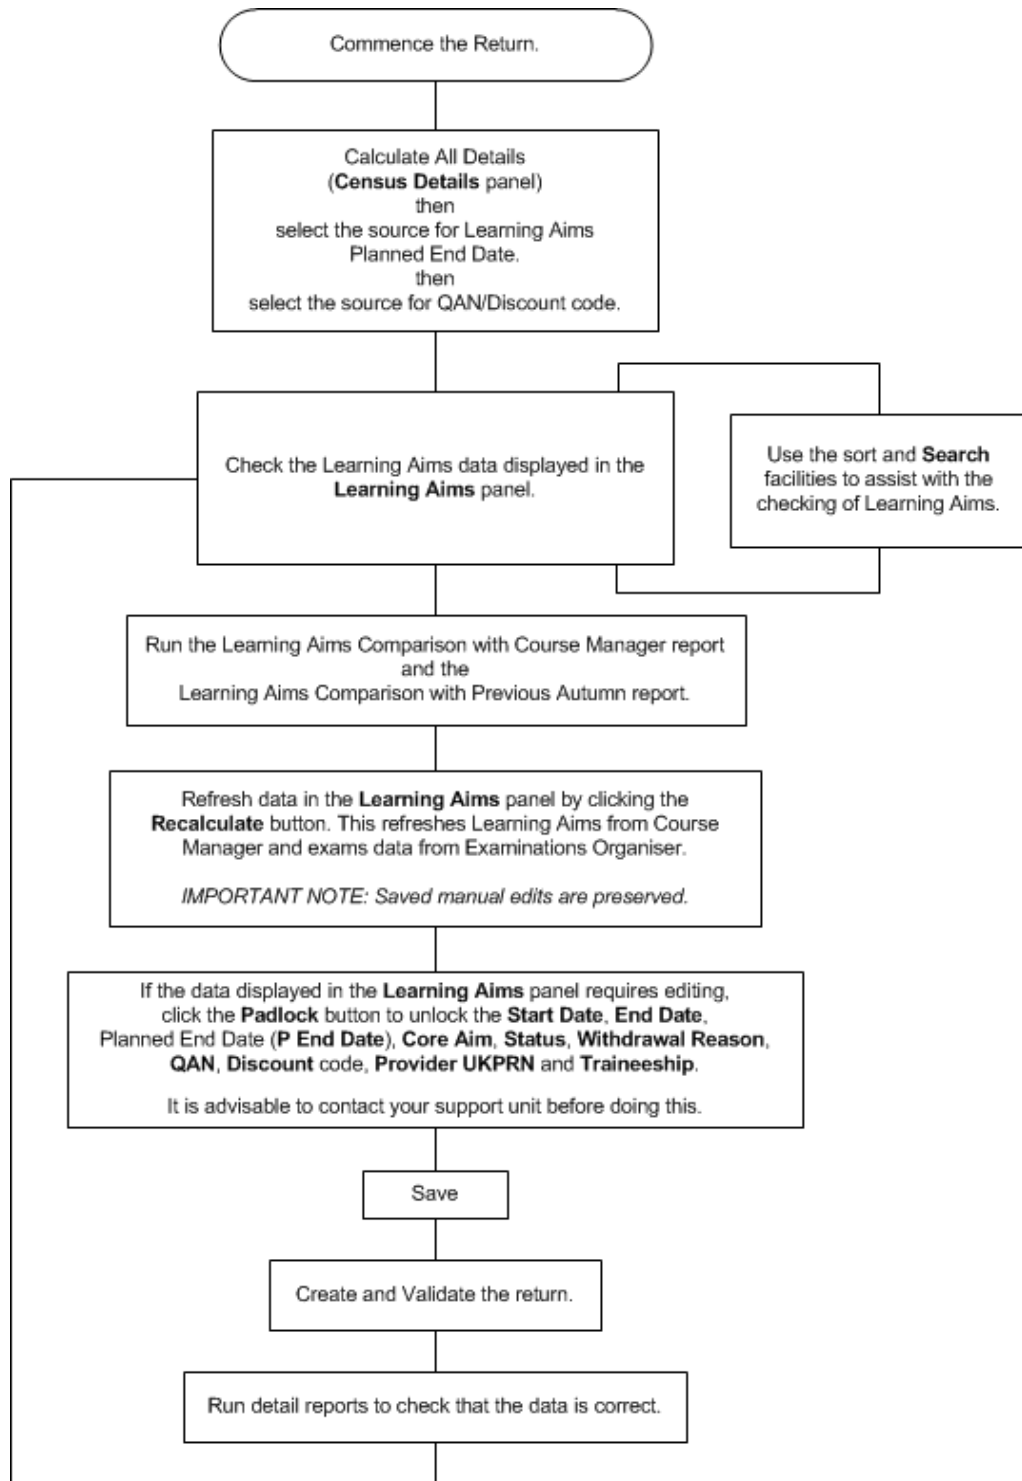 Commence the Return.
Calculate All Details
(Census Details panel)
then
select the source for Learning Aims
Planned End Date.
then
select the source for QAN/Discount code.
Check the Learning Aims data displayed in the
Learning Aims panel.
Use the sort and Search
facilities to assist with the
checking of Learning Aims.
Run the Learning Aims Comparison with Course Manager report
and the
Learning Aims Comparison with Previous Autumn report.
Refresh data in the Learning Aims panel by clicking the
Recalculate button. This refreshes Learning Aims from Course
Manager and exams data from Examinations Organiser.
IMPORTANT NOTE: Saved manual edits are preserved.
If the data displayed in the Learning Aims panel requires editing,
click the Padlock button to unlock the Start Date, End Date,
Planned End Date (P End Date), Core Aim, Status, Withdrawal Reason,
QAN, Discount code, Provider UKPRN and Traineeship.
It is advisable to contact your support unit before doing this.
Save
Create and Validate the return.
Run detail reports to check that the data is correct.